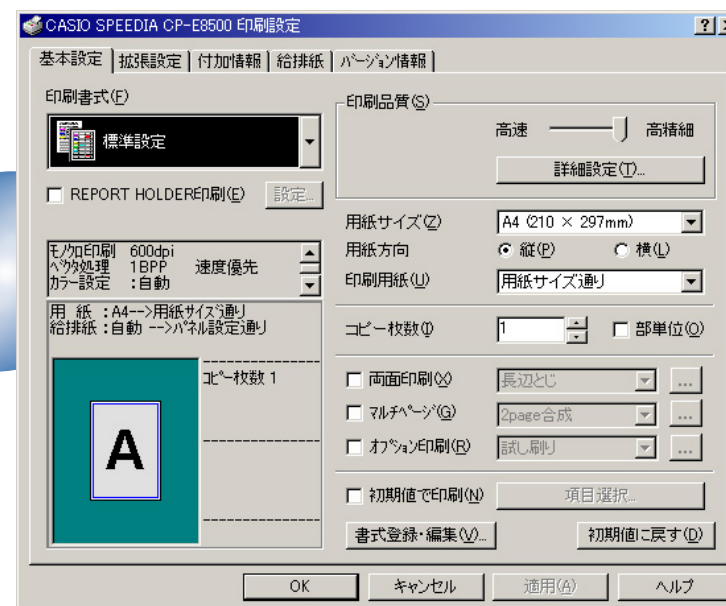 CASIO SPEEDIA CP-E8500 印刷設定
基本設定 拡張設定 付加情報 給排紙 バージョン情報
印刷書式(F)
標準設定
REPORT HOLDER印刷(E) 設定...
モノクロ印刷 600dpi
ベクタ処理 1BPP 速度優先
カラー設定 :自動
用 紙 :A4-->用紙サイズ通り
給排紙:自動 -->パネル設定通り
コピー枚数 1
A
印刷品質(S)
高速 高精細
詳細設定(T)...
用紙サイズ(Z) A4 (210 × 297mm)
用紙方向 縦(P) 横(L)
印刷用紙(U) 用紙サイズ通り
コピー枚数(I) 1 部単位(O)
両面印刷(X) 長辺とじ ...
マルチページ(G) 2page合成 ...
オプション印刷(R) 試し刷り ...
初期値で印刷(N) 項目選択...
書式登録・編集(V)... 初期値に戻す(D)
OK キャンセル 適用(A) ヘルプ